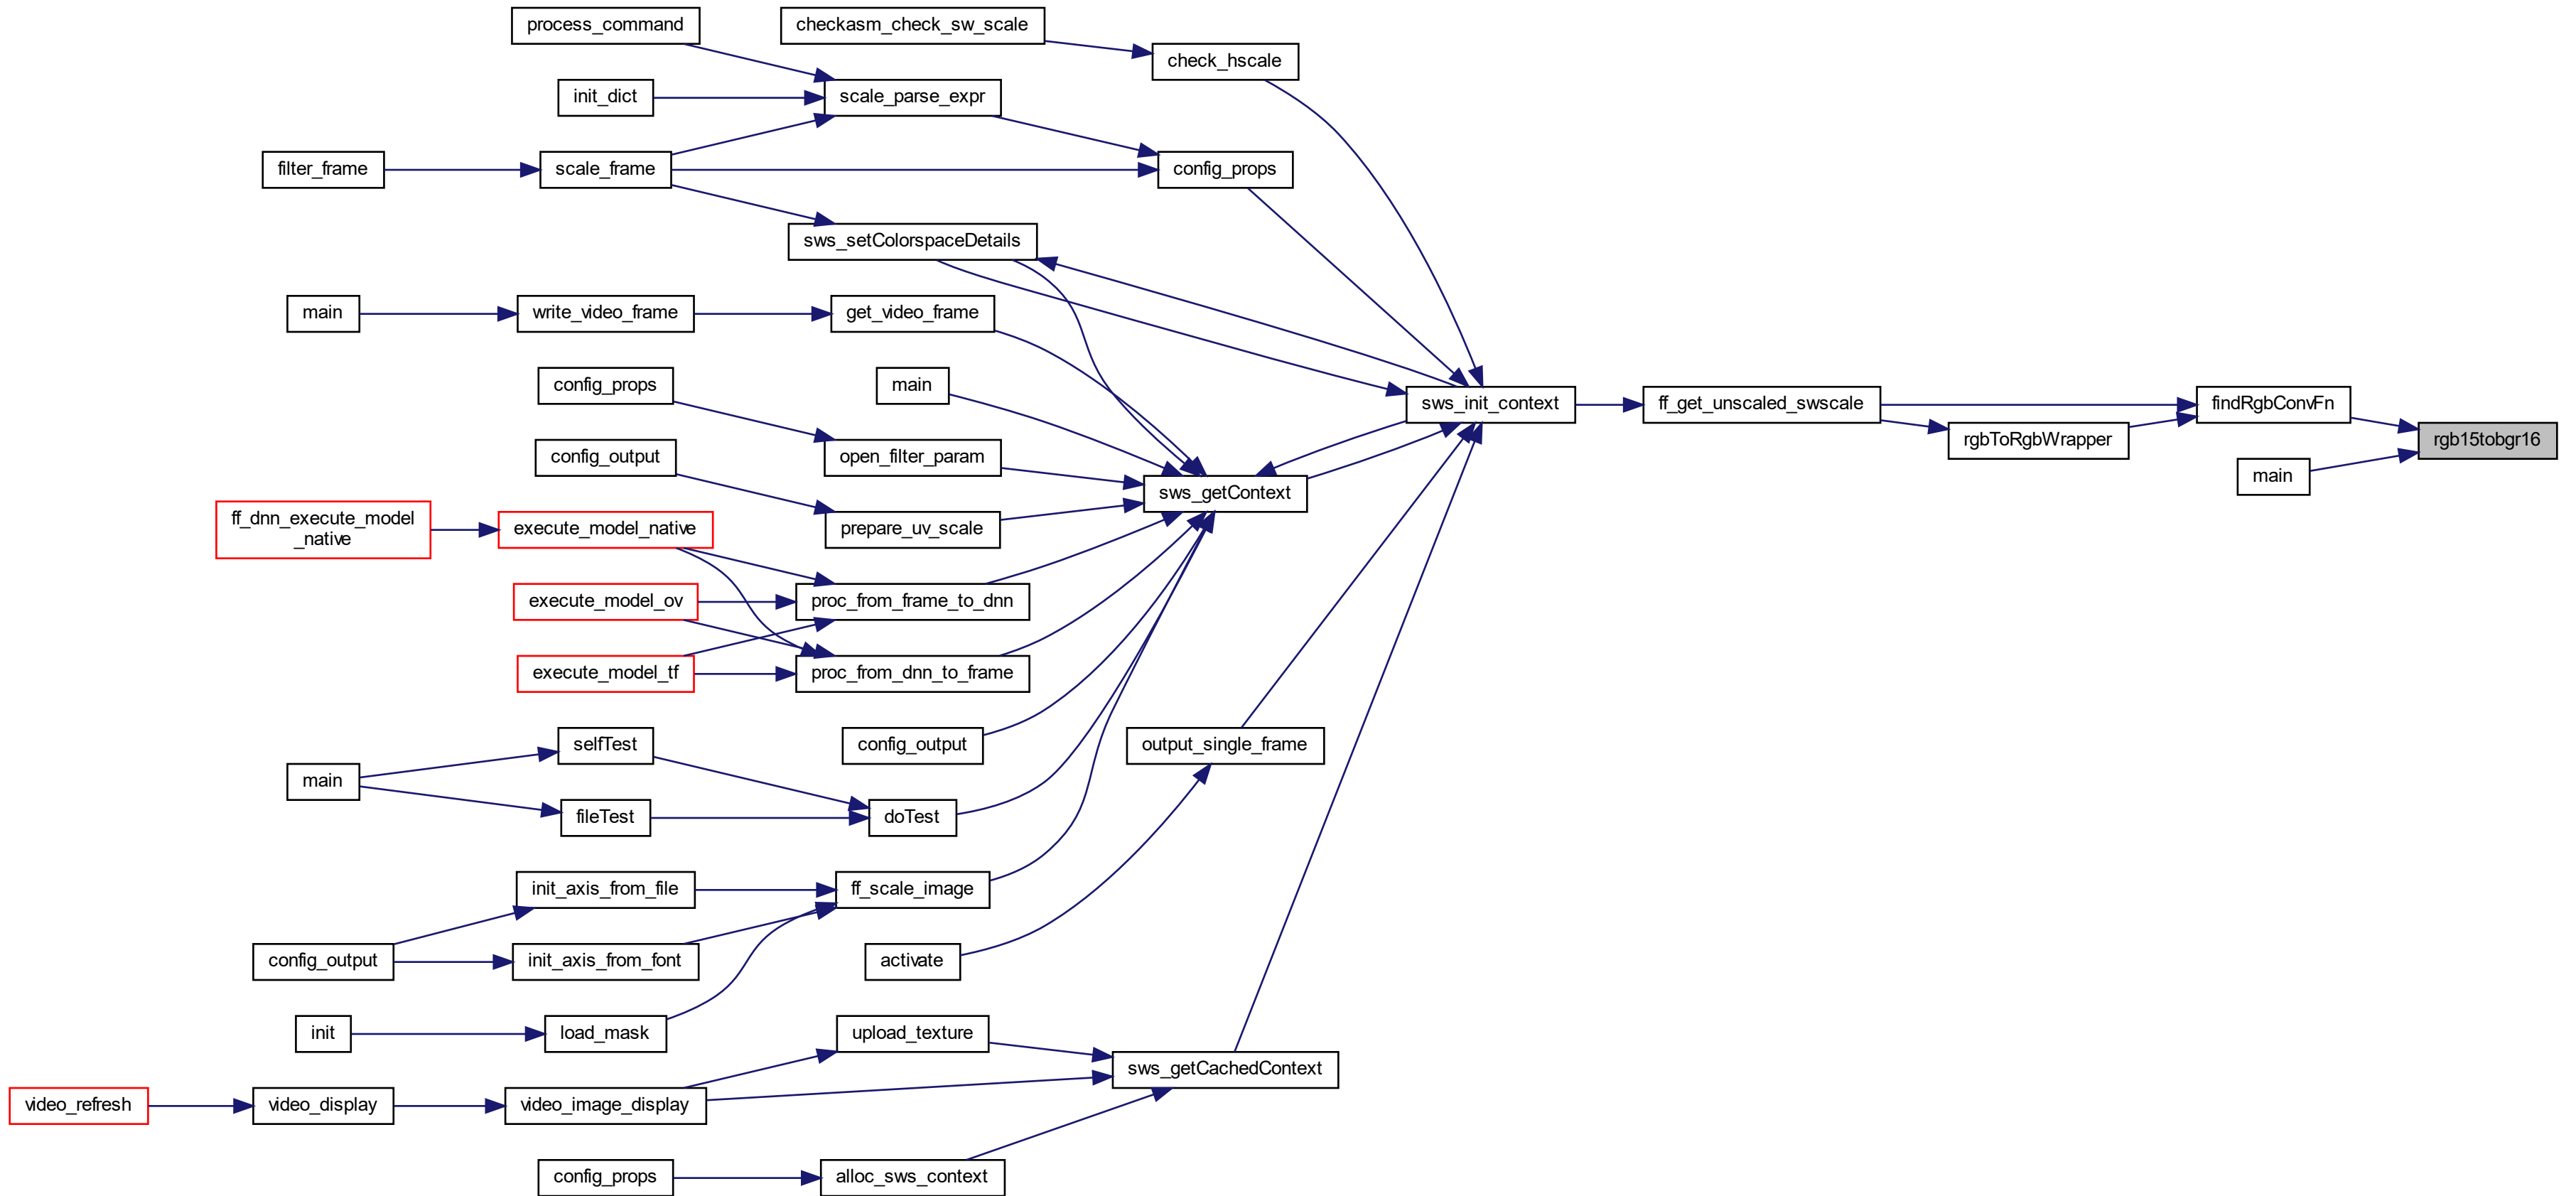 process_command
checkasm_check_sw_scale
check_hscale
init_dict
scale_parse_expr
filter_frame
scale_frame
config_props
sws_setColorspaceDetails
main
write_video_frame
get_video_frame
config_props
main
sws_init_context
ff_get_unscaled_swscale
findRgbConvFn
rgbToRgbWrapper
rgb15tobgr16
config_output
open_filter_param
main
sws_getContext
ff_dnn_execute_model
_native
execute_model_native
prepare_uv_scale
execute_model_ov
proc_from_frame_to_dnn
execute_model_tf
proc_from_dnn_to_frame
selfTest
config_output
output_single_frame
main
fileTest
doTest
init_axis_from_file
ff_scale_image
config_output
init_axis_from_font
activate
init
load_mask
upload_texture
sws_getCachedContext
video_refresh
video_display
video_image_display
config_props
alloc_sws_context